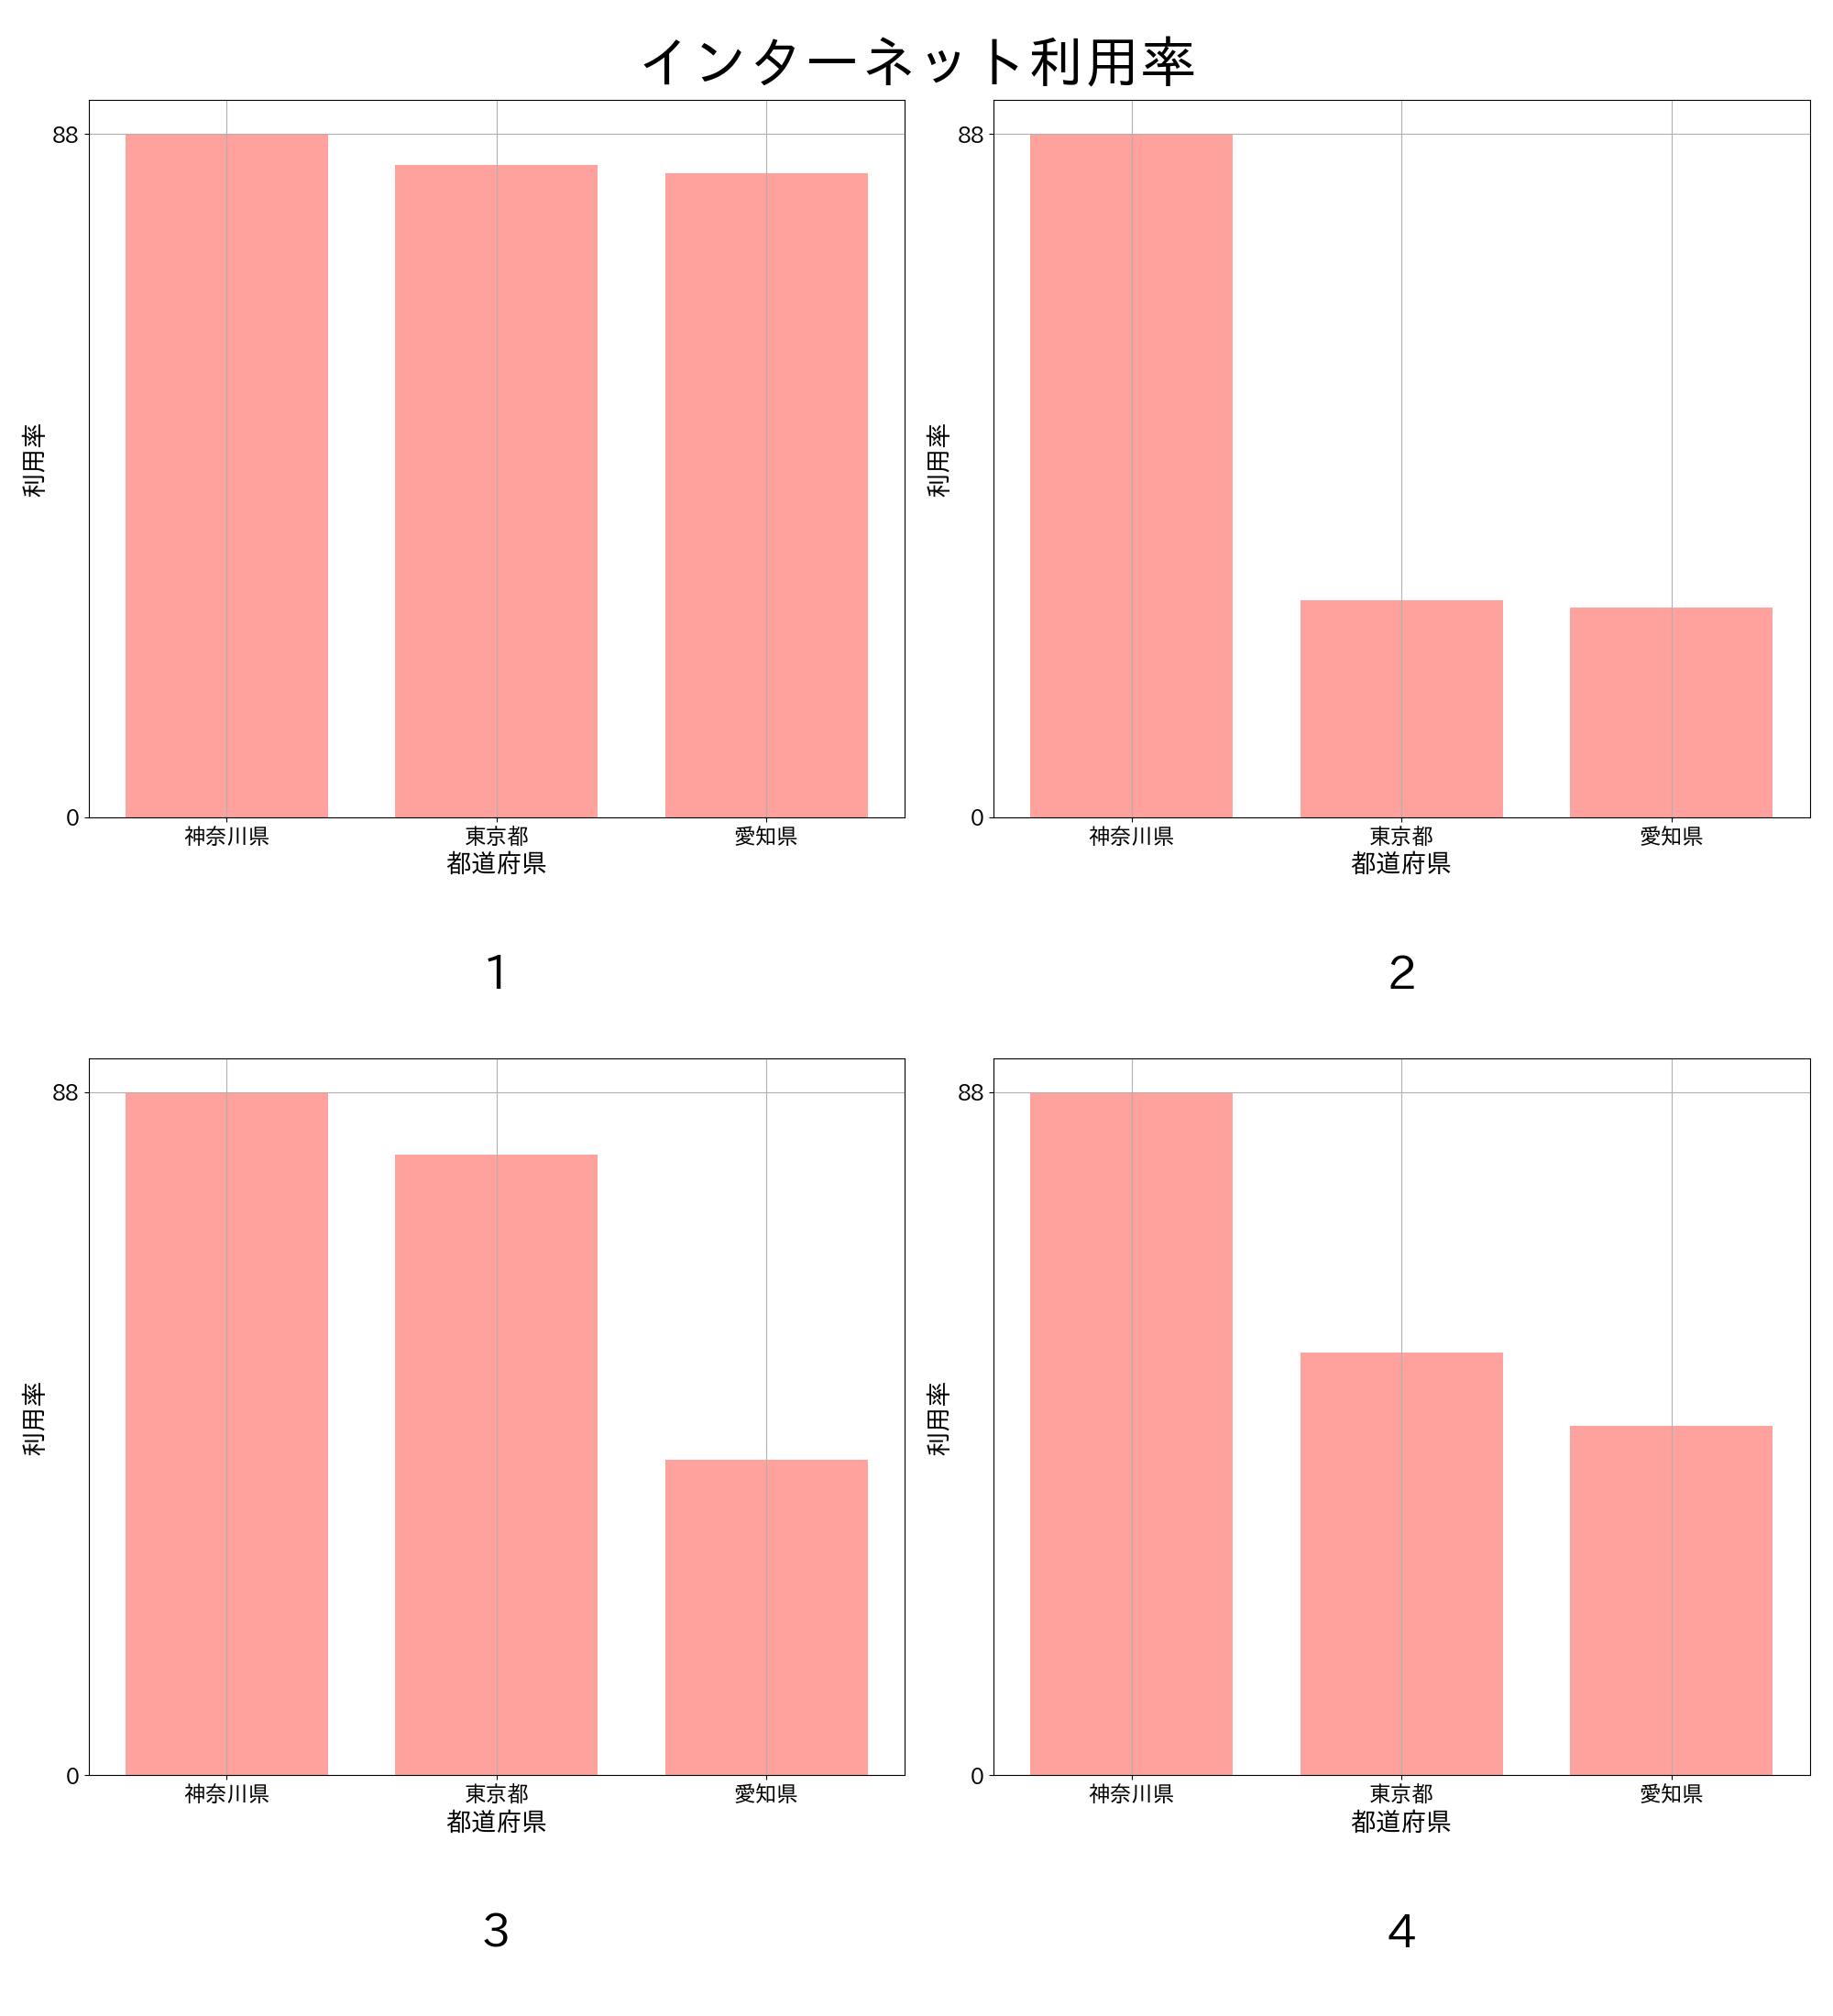 インターネット利用率
88
0
利用率
神奈川県 東京都 愛知県
都道府県
1
88
0
利用率
神奈川県 東京都 愛知県
都道府県
2
88
0
利用率
神奈川県 東京都 愛知県
都道府県
3
88
0
利用率
神奈川県 東京都 愛知県
都道府県
4